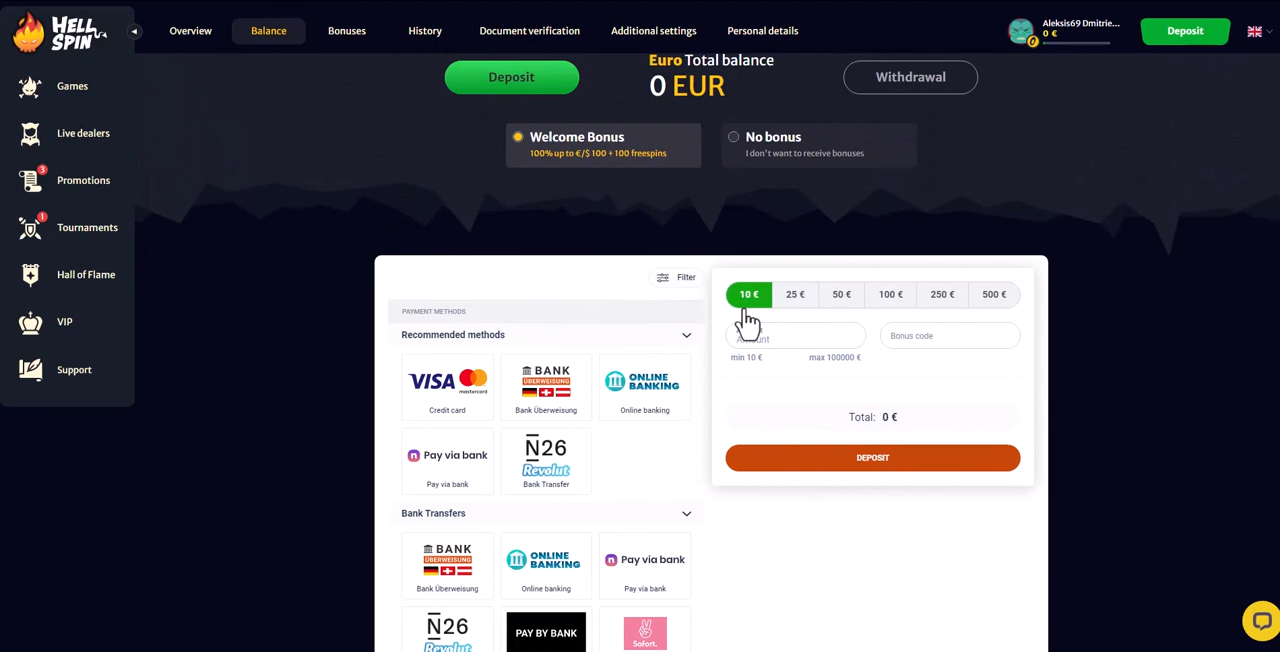 HELL
SPIN
Overview
Balance
Bonuses
History
Document verification
Additional settings
Personal details
Aleksis69 Dmitrie...
0 €
0
Deposit
Games
Live dealers
3
Promotions
1
Tournaments
Hall of Flame
VIP
Support
Deposit
Euro Total balance
0 EUR
Withdrawal
Welcome Bonus
100% up to €/$ 100 + 100 freespins
No bonus
I don't want to receive bonuses
Filter
PAYMENT METHODS
Recommended methods
VISA mastercard
Credit card
BANK
ÜBERWEISUNG
Bank Überweisung
ONLINE
BANKING
Online banking
Pay via bank
Pay via bank
N26
Revolut
Bank Transfer
Bank Transfers
BANK
ÜBERWEISUNG
Bank Überweisung
ONLINE
BANKING
Online banking
Pay via bank
Pay via bank
N26
Revolut
PAY BY BANK
Sofort.
10 €
25 €
50 €
100 €
250 €
500 €
Amount
Bonus code
min 10 €
max 100000 €
Total: 0 €
DEPOSIT